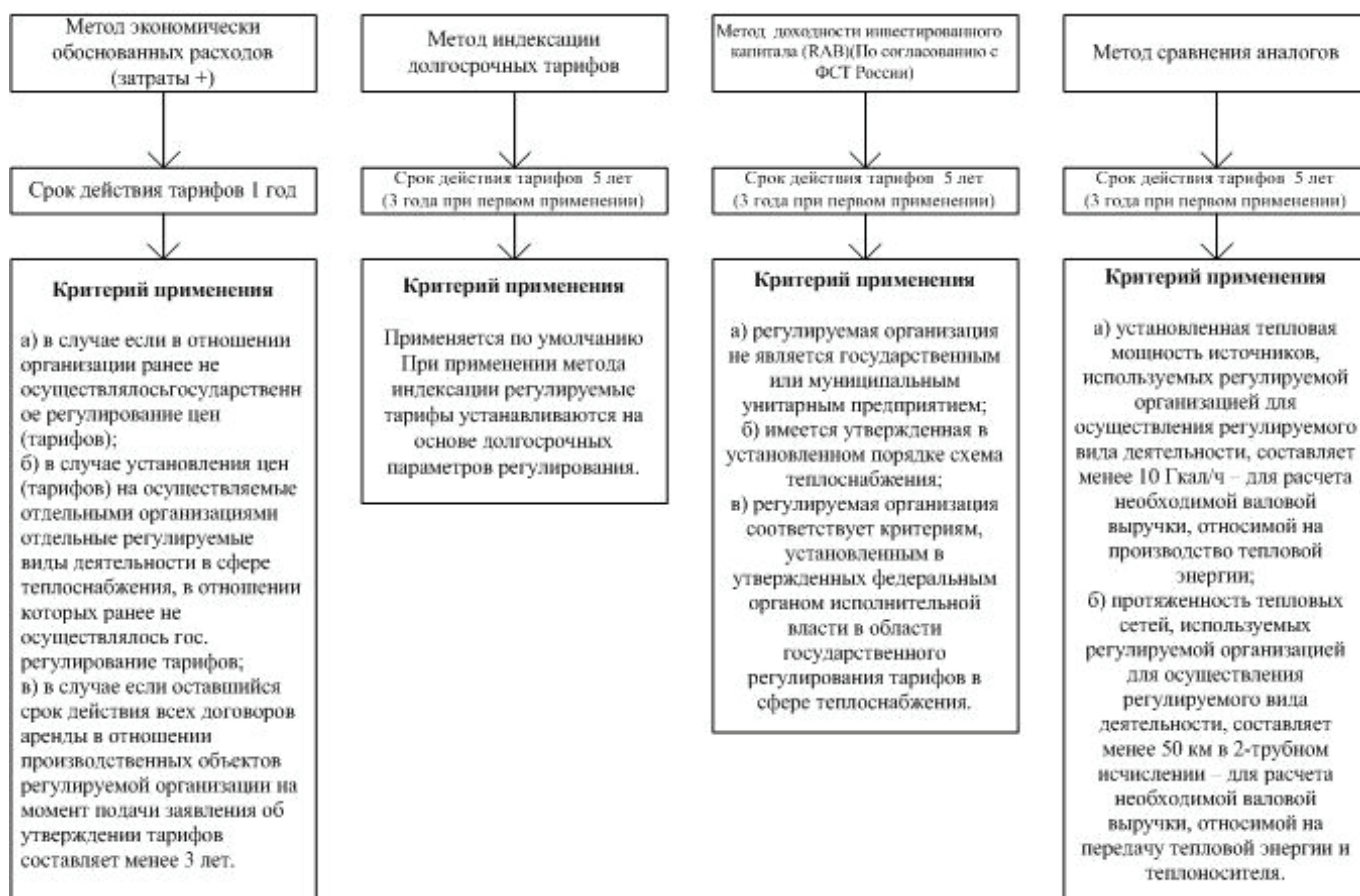 Метод экономически
обоснованных расходов
(затраты +)
Срок действия тарифов 1 год
Критерий применения
а) в случае если в отношении
организации ранее не
осуществлялосьгосударственн
ое регулирование цен
(тарифов);
б) в случае установления цен
(тарифов) на осуществляемые
отдельными организациями
отдельные регулируемые
виды деятельности в сфере
теплоснабжения, в отношении
которых ранее не
осуществлялось гос.
регулирование тарифов;
в) в случае если оставшийся
срок действия всех договоров
аренды в отношении
производственных объектов
регулируемой организации на
момент подачи заявления об
утверждении тарифов
составляет менее 3 лет.
Метод индексации
долгосрочных тарифов
Срок действия тарифов 5 лет
(3 года при первом применении)
Критерий применения
Применяется по умолчанию
При применении метода
индексации регулируемые
тарифы устанавливаются на
основе долгосрочных
параметров регулирования.
Метод доходности инвестированного
капитала (RAB)(По согласованию с
ФСТ России)
Срок действия тарифов 5 лет
(3 года при первом применении)
Критерий применения
а) регулируемая организация
не является государственным
или муниципальным
унитарным предприятием;
б) имеется утвержденная в
установленном порядке схема
теплоснабжения;
в) регулируемая организация
соответствует критериям,
установленным в
утвержденных федеральным
органом исполнительной
власти в области
государственного
регулирования тарифов в
сфере теплоснабжения.
Метод сравнения аналогов
Срок действия тарифов 5 лет
(3 года при первом применении)
Критерий применения
а) установленная тепловая
мощность источников,
используемых регулируемой
организацией для
осуществления регулируемого
вида деятельности, составляет
менее 10 Гкал/ч – для расчета
необходимой валовой
выручки, относимой на
производство тепловой
энергии;
б) протяженность тепловых
сетей, используемых
регулируемой организацией
для осуществления
регулируемого вида
деятельности, составляет
менее 50 км в 2-трубном
исчислении – для расчета
необходимой валовой
выручки, относимой на
передачу тепловой энергии и
теплоносителя.